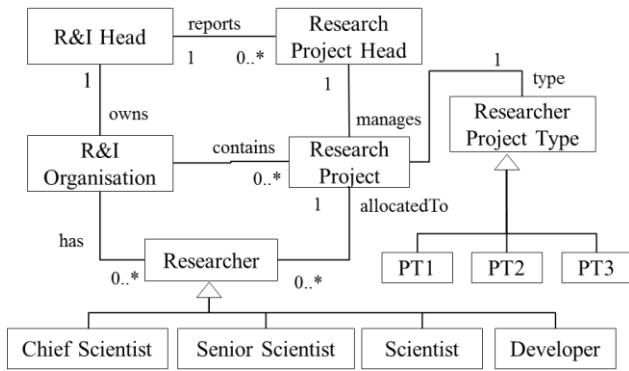 R&I Head
reports
1
0..*
Research
Project Head
1
1
1
type
owns
manages
Researcher
Project Type
R&I
Organisation
contains
0..*
Research
Project
1
allocatedTo
has
0..*
Researcher
0..*
PT1
PT2
PT3
Chief Scientist
Senior Scientist
Scientist
Developer